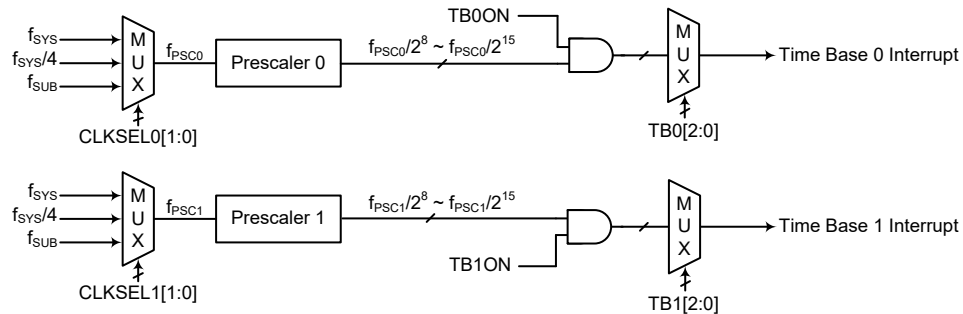 TB0ON
fSYS
fSYS/4
fSUB
M
U
X
fPSC0
Prescaler 0
fPSC0/2^8 ~ fPSC0/2^15
M
U
X
Time Base 0 Interrupt
CLKSEL0[1:0]
TB0[2:0]
fSYS
fSYS/4
fSUB
M
U
X
fPSC1
Prescaler 1
fPSC1/2^8 ~ fPSC1/2^15
M
U
X
Time Base 1 Interrupt
TB1ON
CLKSEL1[1:0]
TB1[2:0]